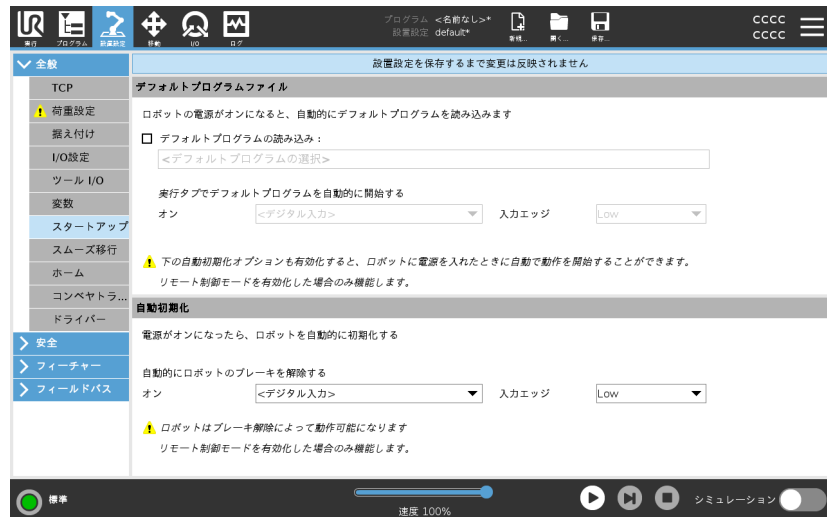 UR
プログラム <名前なし>*
設置設定 default*
cccc
cccc
実行 プログラム 設置設定 移動 I/O ログ 新規... 開く... 保存...
全般
設置設定を保存するまで変更は反映されません
TCP
デフォルトプログラムファイル
荷重設定
ロボットの電源がオンになると、自動的にデフォルトプログラムを読み込みます
据え付け
デフォルトプログラムの読み込み：
I/O設定
<デフォルトプログラムの選択>
ツール I/O
変数
実行タブでデフォルトプログラムを自動的に開始する
オン <デジタル入力> 入力エッジ Low
スタートアップ
スムーズ移行
下の自動初期化オプションも有効化すると、ロボットに電源を入れたときに自動で動作を開始することができます。
ホーム
リモート制御モードを有効化した場合のみ機能します。
コンベヤトラ...
自動初期化
ドライバー
電源がオンになったら、ロボットを自動的に初期化する
安全
フィーチャー
自動的にロボットのブレーキを解除する
フィールドバス
オン <デジタル入力> 入力エッジ Low
ロボットはブレーキ解除によって動作可能になります
リモート制御モードを有効化した場合のみ機能します。
標準
速度 100%
シミュレーション